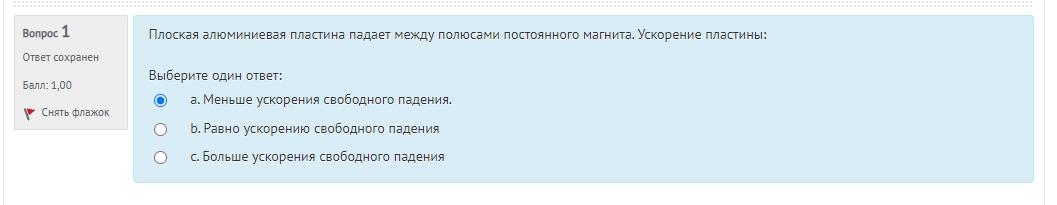 Вопрос 1
Ответ сохранен
Балл: 1,00
Снять флажок
Плоская алюминиевая пластина падает между полюсами постоянного магнита. Ускорение пластины:
Выберите один ответ:
a. Меньше ускорения свободного падения.
b. Равно ускорению свободного падения
c. Больше ускорения свободного падения